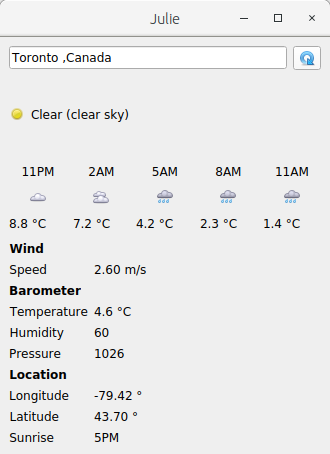 Julie
Toronto ,Canada
Clear (clear sky)
11PM 2AM 5AM 8AM 11AM
8.8 °C 7.2 °C 4.2 °C 2.3 °C 1.4 °C
Wind
Speed 2.60 m/s
Barometer
Temperature 4.6 °C
Humidity 60
Pressure 1026
Location
Longitude -79.42 °
Latitude 43.70 °
Sunrise 5PM